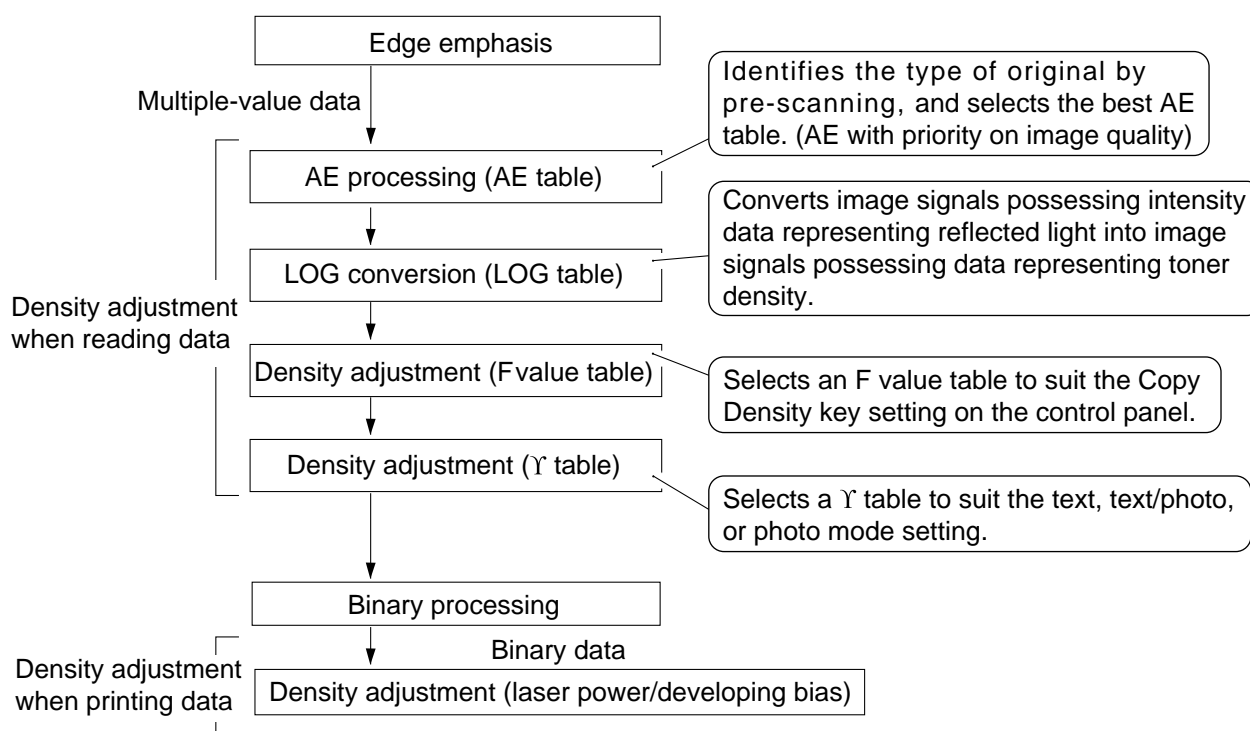 Edge emphasis
Multiple-value data
Identifies the type of original by
pre-scanning, and selects the best AE
table. (AE with priority on image quality)
AE processing (AE table)
Converts image signals possessing intensity
data representing reflected light into image
signals possessing data representing toner
density.
LOG conversion (LOG table)
Density adjustment
when reading data
Density adjustment (Fvalue table)
Selects an F value table to suit the Copy
Density key setting on the control panel.
Density adjustment (ϒ table)
Selects a ϒ table to suit the text, text/photo,
or photo mode setting.
Binary processing
Binary data
Density adjustment
when printing data
Density adjustment (laser power/developing bias)